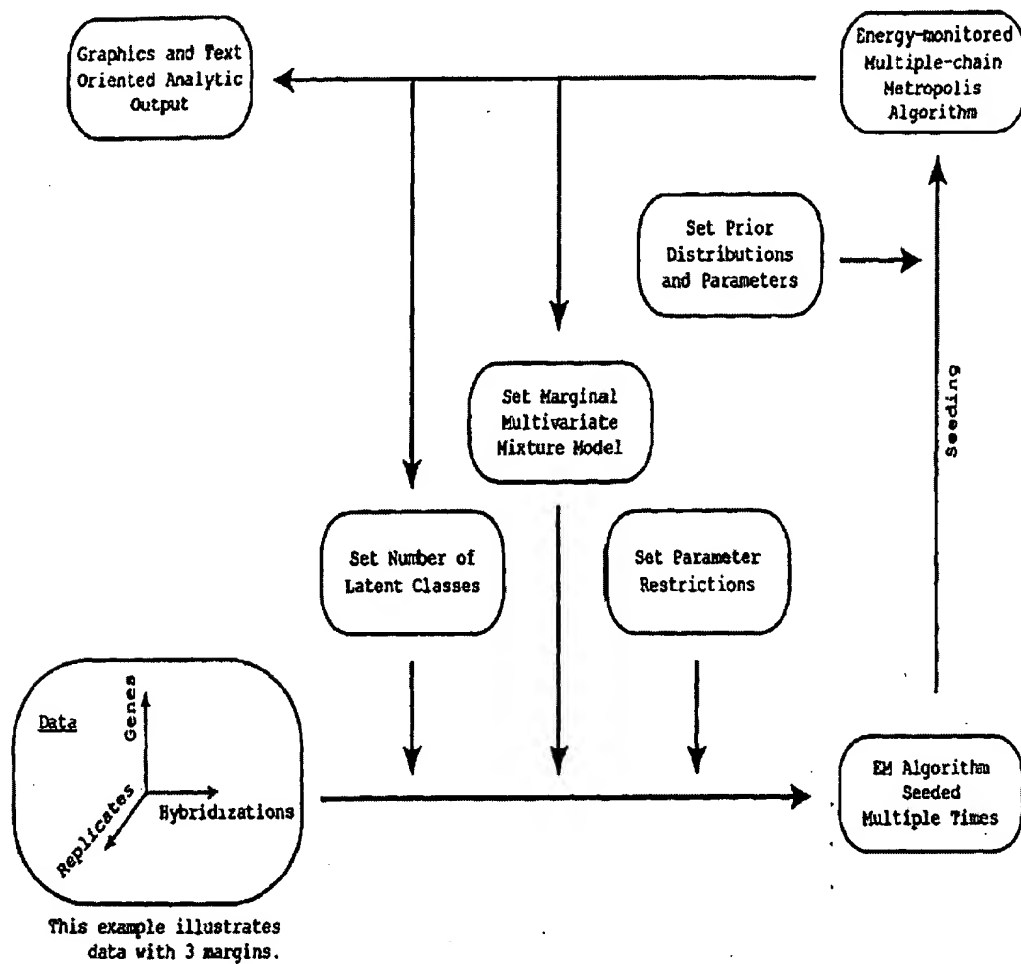 Graphics and Text
Oriented Analytic
Output
Energy-monitored
Multiple-chain
Metropolis
Algorithm
Set Prior
Distributions
and Parameters
Seeding
Set Marginal
Multivariate
Mixture Model
Set Number of
Latent Classes
Set Parameter
Restrictions
Data
Genes
Replicates
Hybridizations
EM Algorithm
Seeded
Multiple Times
This example illustrates
data with 3 margins.